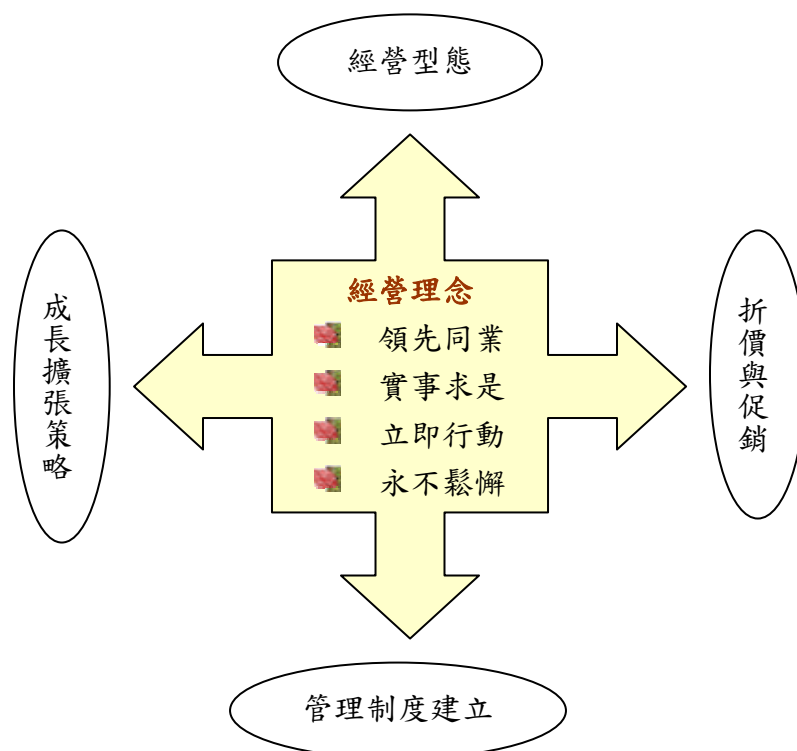 經營型態
成長擴張策略
經營理念
領先同業
實事求是
立即行動
永不鬆懈
折價與促銷
管理制度建立